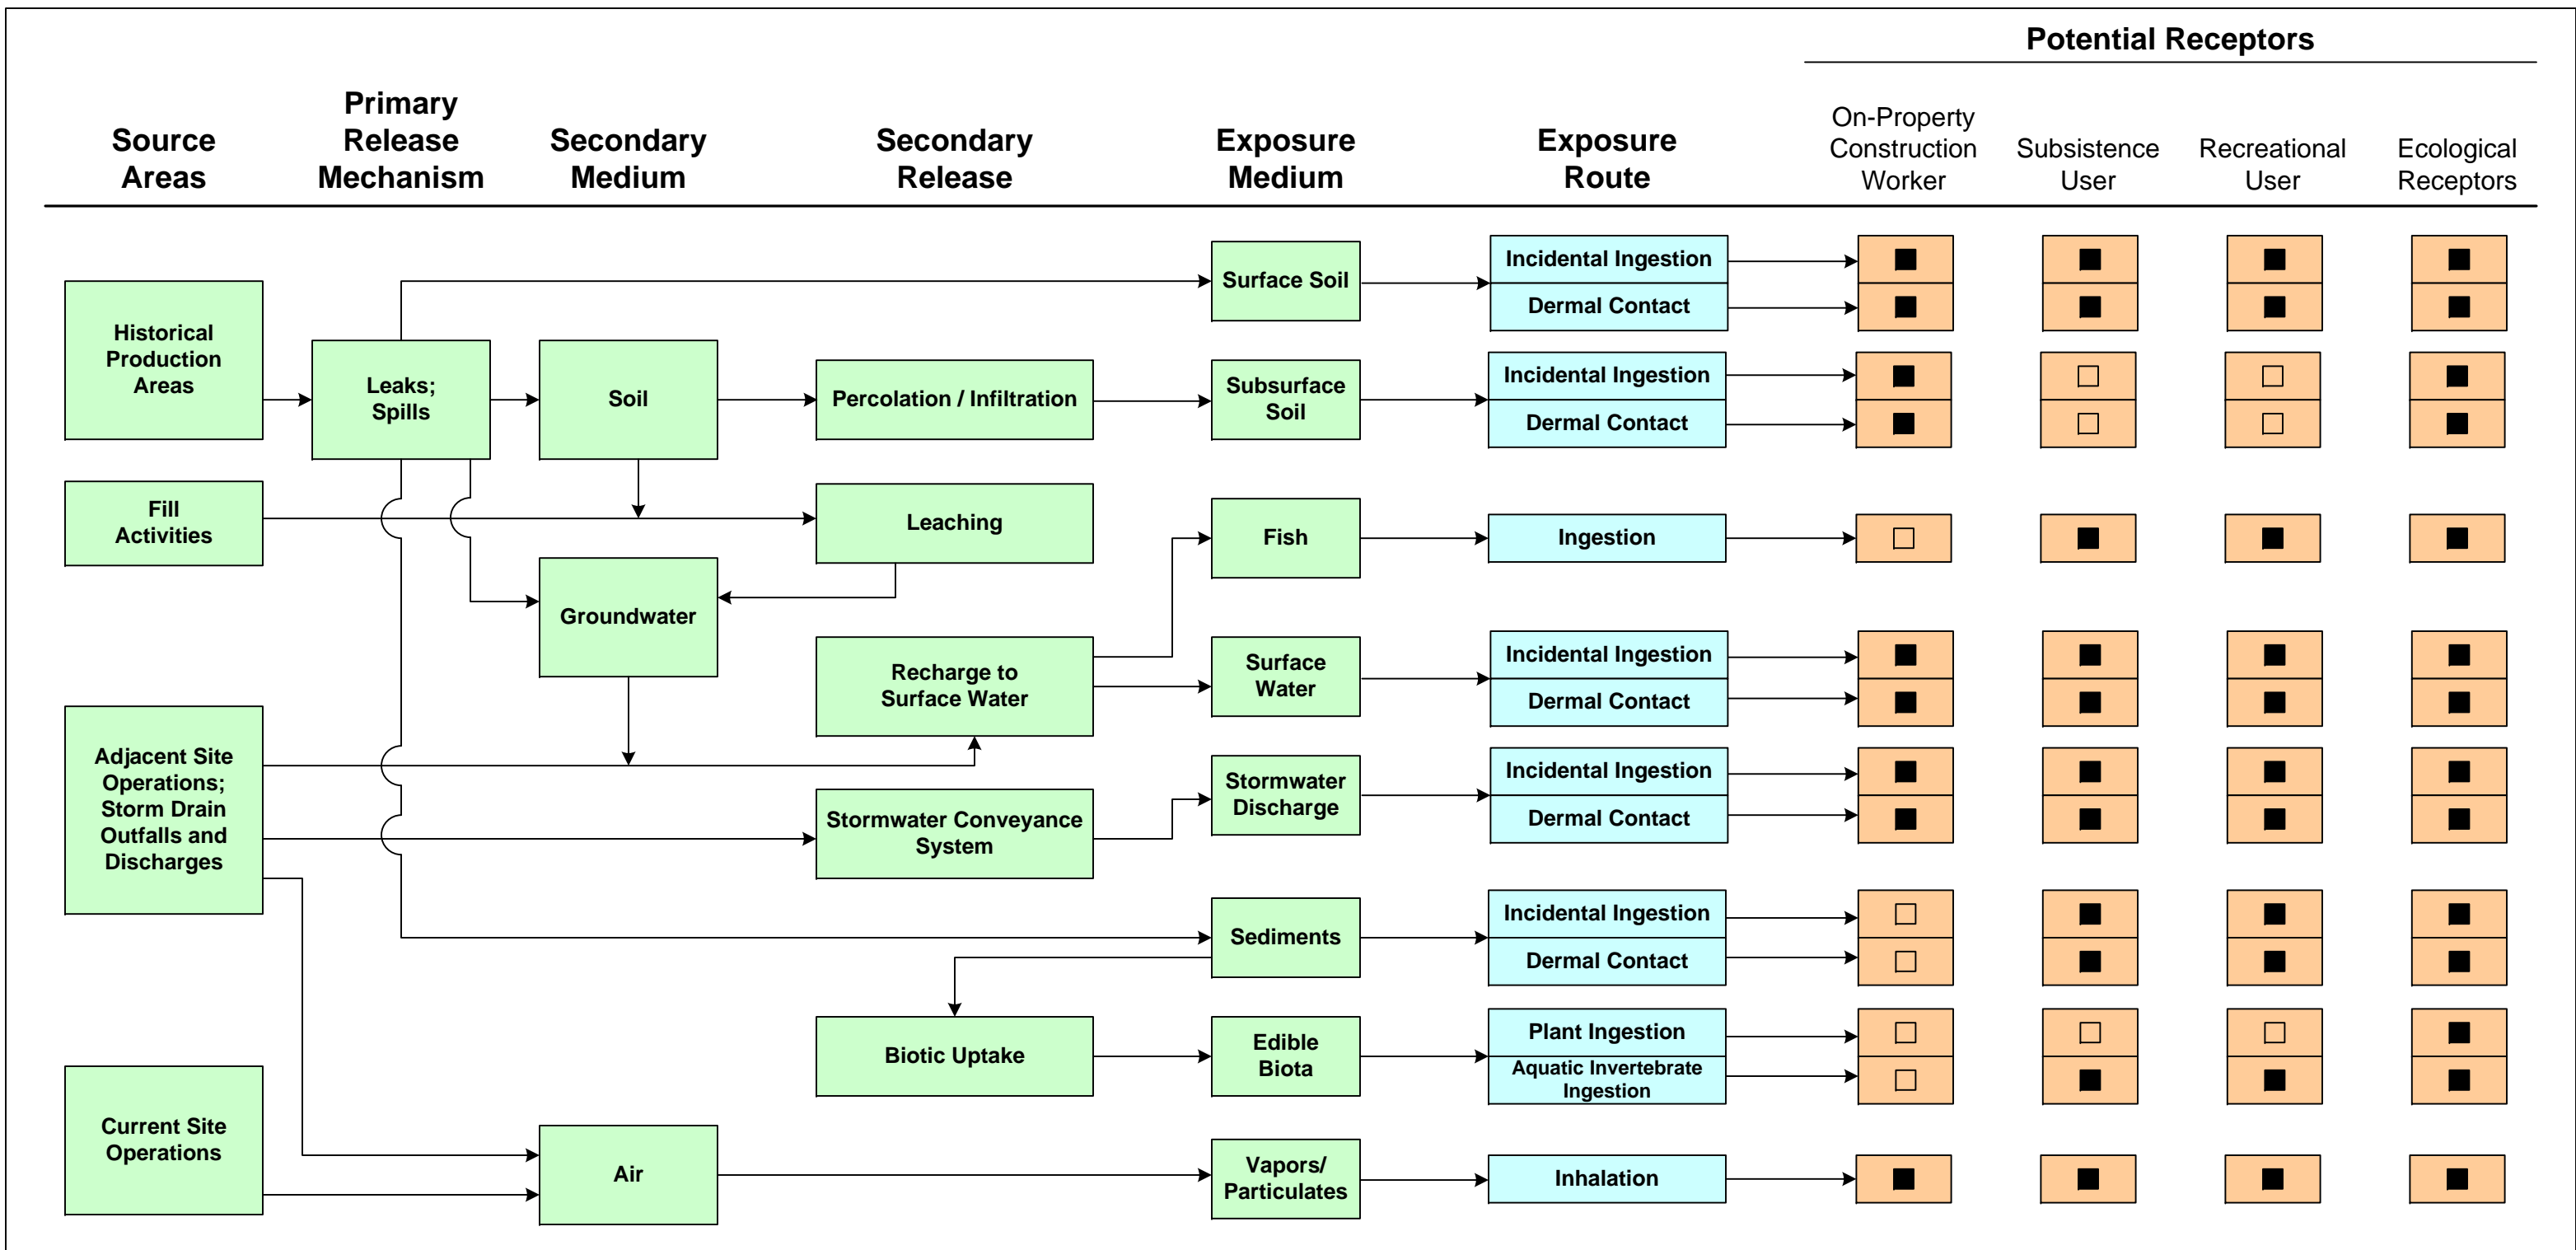 Potential Receptors
Source
Areas
Primary
Release
Mechanism
Secondary
Medium
Secondary
Release
Exposure
Medium
Exposure
Route
On-Property
Construction
Worker
Subsistence
User
Recreational
User
Ecological
Receptors
Historical
Production
Areas
Fill
Activities
Adjacent Site
Operations;
Storm Drain
Outfalls and
Discharges
Current Site
Operations
Leaks;
Spills
Soil
Groundwater
Air
Percolation / Infiltration
Leaching
Recharge to
Surface Water
Stormwater Conveyance
System
Biotic Uptake
Surface Soil
Subsurface
Soil
Fish
Surface
Water
Stormwater
Discharge
Sediments
Edible
Biota
Vapors/
Particulates
Incidental Ingestion
Dermal Contact
Incidental Ingestion
Dermal Contact
Ingestion
Incidental Ingestion
Dermal Contact
Incidental Ingestion
Dermal Contact
Incidental Ingestion
Dermal Contact
Plant Ingestion
Aquatic Invertebrate
Ingestion
Inhalation